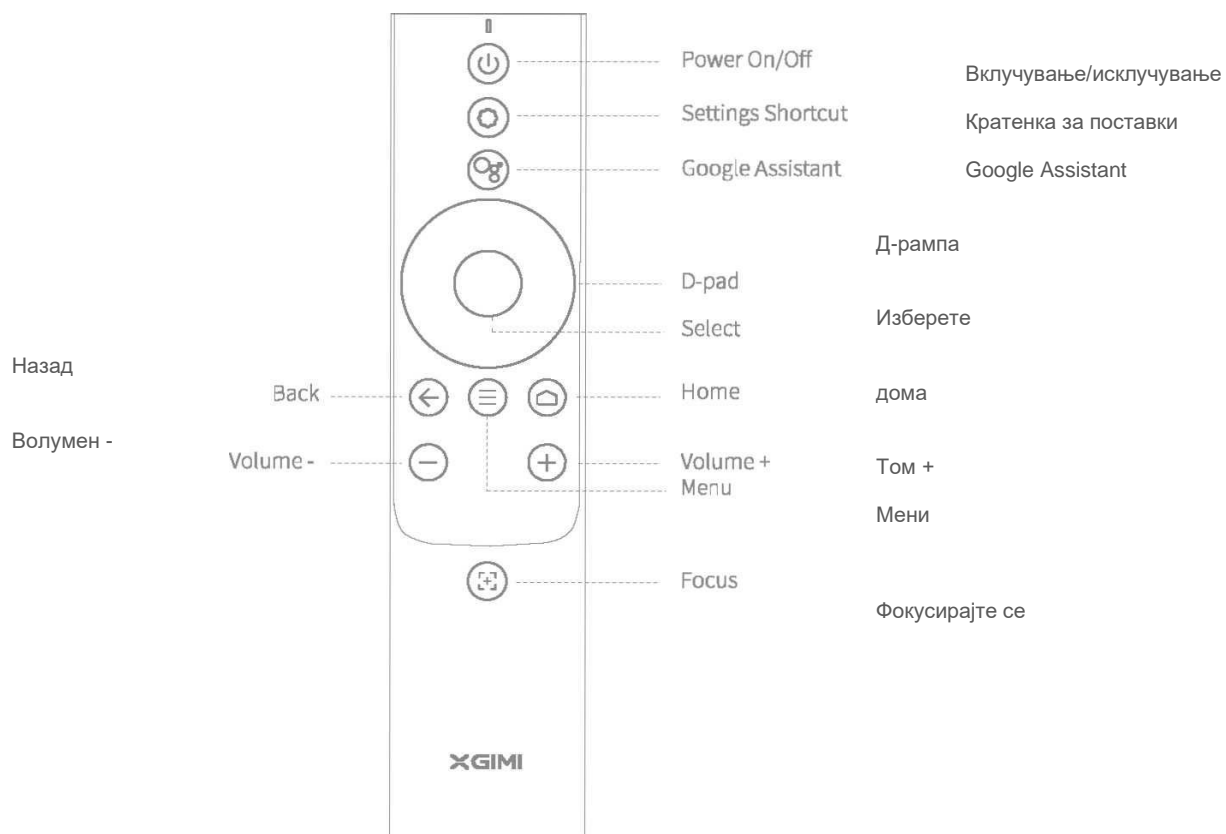 Power On/Off
Вклучување/исклучување
Settings Shortcut
Кратенка за поставки
Google Assistant
Google Assistant
Д-рампа
D-pad
Select
Изберете
Назад
Back
Home
дома
Волумен -
Volume -
Volume +
Том +
Menu
Мени
Focus
Фокусирајте се
XGIMI